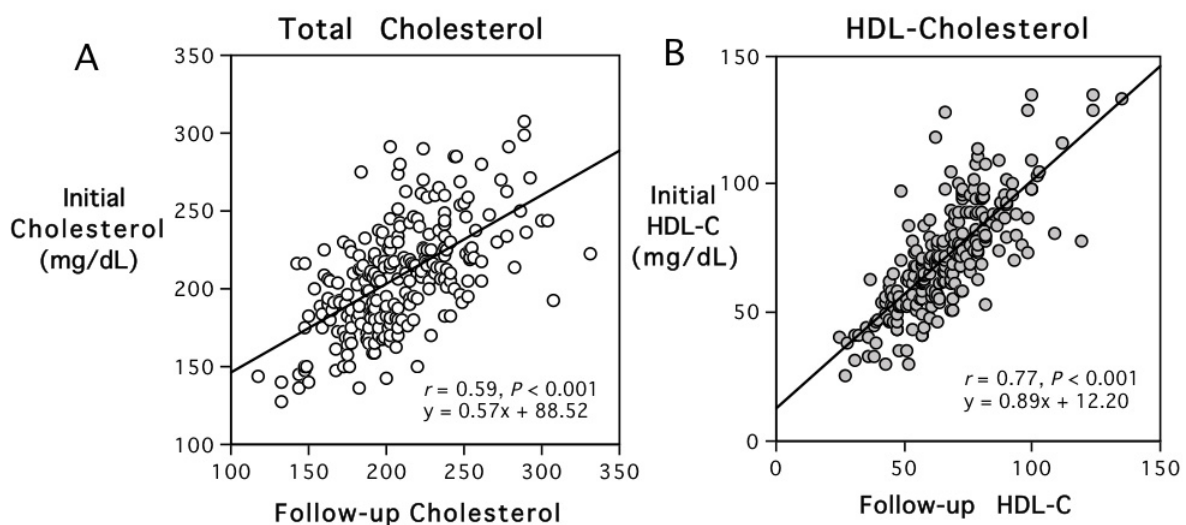 A
Total Cholesterol
350
300
250
200
150
100
Initial
Cholesterol
(mg/dL)
r = 0.59, P < 0.001
y = 0.57x + 88.52
100 150 200 250 300 350
Follow-up Cholesterol
B
HDL-Cholesterol
150
100
50
0
Initial
HDL-C
(mg/dL)
r = 0.77, P < 0.001
y = 0.89x + 12.20
0 50 100 150
Follow-up HDL-C